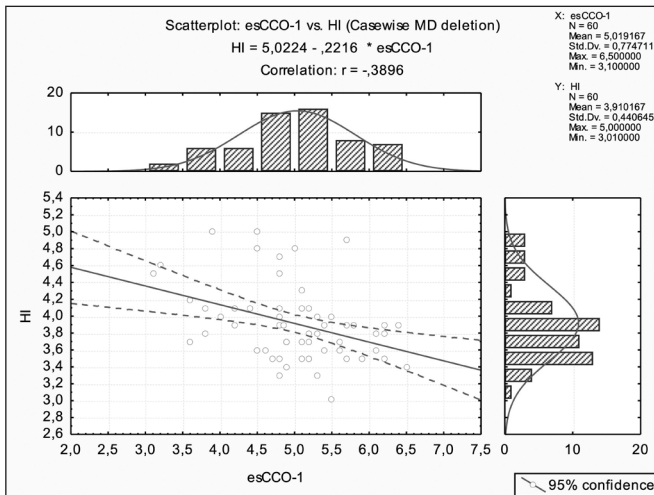 Scatterplot: esCCO-1 vs. HI (Casewise MD deletion)
HI = 5,0224 - ,2216 * esCCO-1
Correlation: r = -,3896
X: esCCO-1
N = 60
Mean = 5,019167
Std.Dv. = 0,774711
Max. = 6,500000
Min. = 3,100000
Y: HI
N = 60
Mean = 3,910167
Std.Dv. = 0,440645
Max. = 5,000000
Min. = 3,010000
20
10
0
5,4
5,2
5,0
4,8
4,6
4,4
4,2
4,0
3,8
3,6
3,4
3,2
3,0
2,8
2,6
HI
2,0 2,5 3,0 3,5 4,0 4,5 5,0 5,5 6,0 6,5 7,0 7,5
esCCO-1
0 10 20
95% confidence